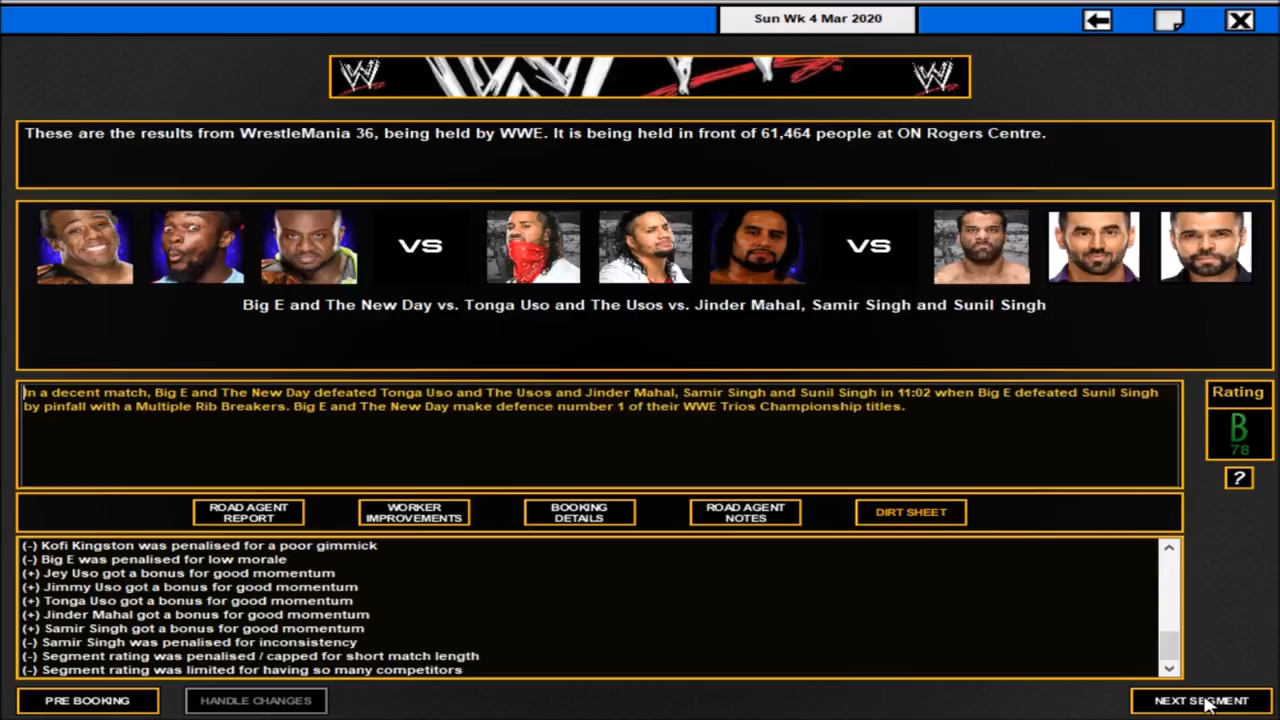 Sun Wk 4 Mar 2020
These are the results from WrestleMania 36, being held by WWE. It is being held in front of 61,464 people at ON Rogers Centre.
VS
VS
Big E and The New Day vs. Tonga Uso and The Usos vs. Jinder Mahal, Samir Singh and Sunil Singh
In a decent match, Big E and The New Day defeated Tonga Uso and The Usos and Jinder Mahal, Samir Singh and Sunil Singh in 11:02 when Big E defeated Sunil Singh
by pinfall with a Multiple Rib Breakers. Big E and The New Day make defence number 1 of their WWE Trios Championship titles.
Rating
B
78
?
ROAD AGENT
REPORT
WORKER
IMPROVEMENTS
BOOKING
DETAILS
ROAD AGENT
NOTES
DIRT SHEET
(-) Kofi Kingston was penalised for a poor gimmick
(-) Big E was penalised for low morale
(+) Jey Uso got a bonus for good momentum
(+) Jimmy Uso got a bonus for good momentum
(+) Tonga Uso got a bonus for good momentum
(+) Jinder Mahal got a bonus for good momentum
(+) Samir Singh got a bonus for good momentum
(-) Samir Singh was penalised for inconsistency
(-) Segment rating was penalised / capped for short match length
(-) Segment rating was limited for having so many competitors
PRE BOOKING
HANDLE CHANGES
NEXT SEGMENT